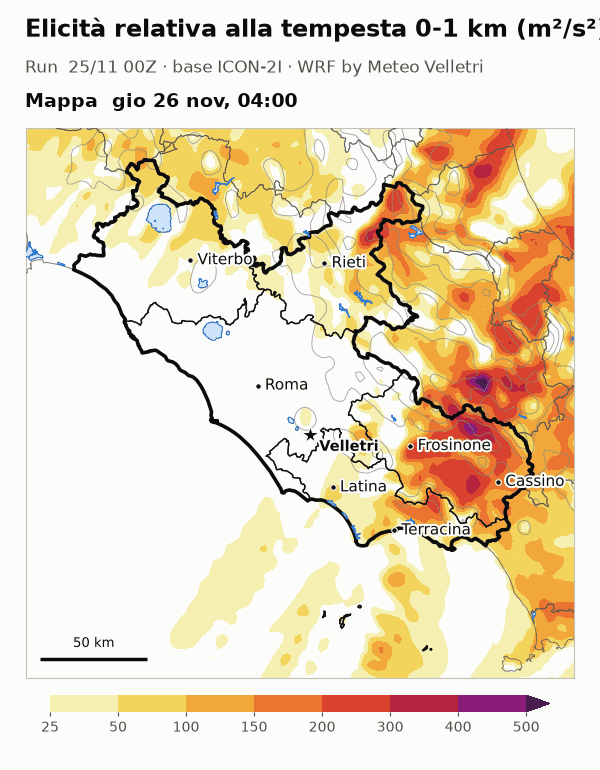 Elicità relativa alla tempesta 0-1 km (m²/s²)
Run  25/11 00Z · base ICON-2I · WRF by Meteo Velletri
Mappa  gio 26 nov, 04:00
Viterbo
Rieti
Roma
Velletri
Frosinone
Latina
Cassino
Terracina
50 km
25 50 100 150 200 300 400 500